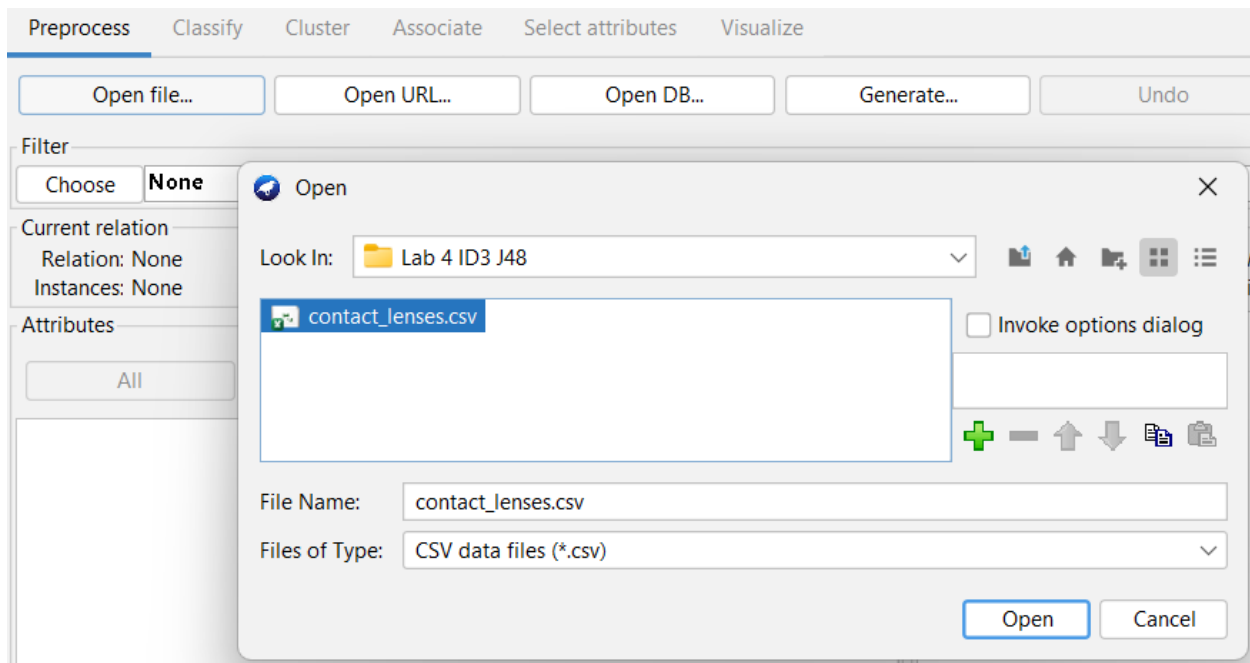 Preprocess Classify Cluster Associate Select attributes Visualize
Open file... Open URL... Open DB... Generate... Undo
Filter
Choose None
Open
Current relation
Relation: None
Instances: None
Look In: Lab 4 ID3 J48
contact_lenses.csv
Invoke options dialog
Attributes
All
File Name: contact_lenses.csv
Files of Type: CSV data files (*.csv)
Open Cancel